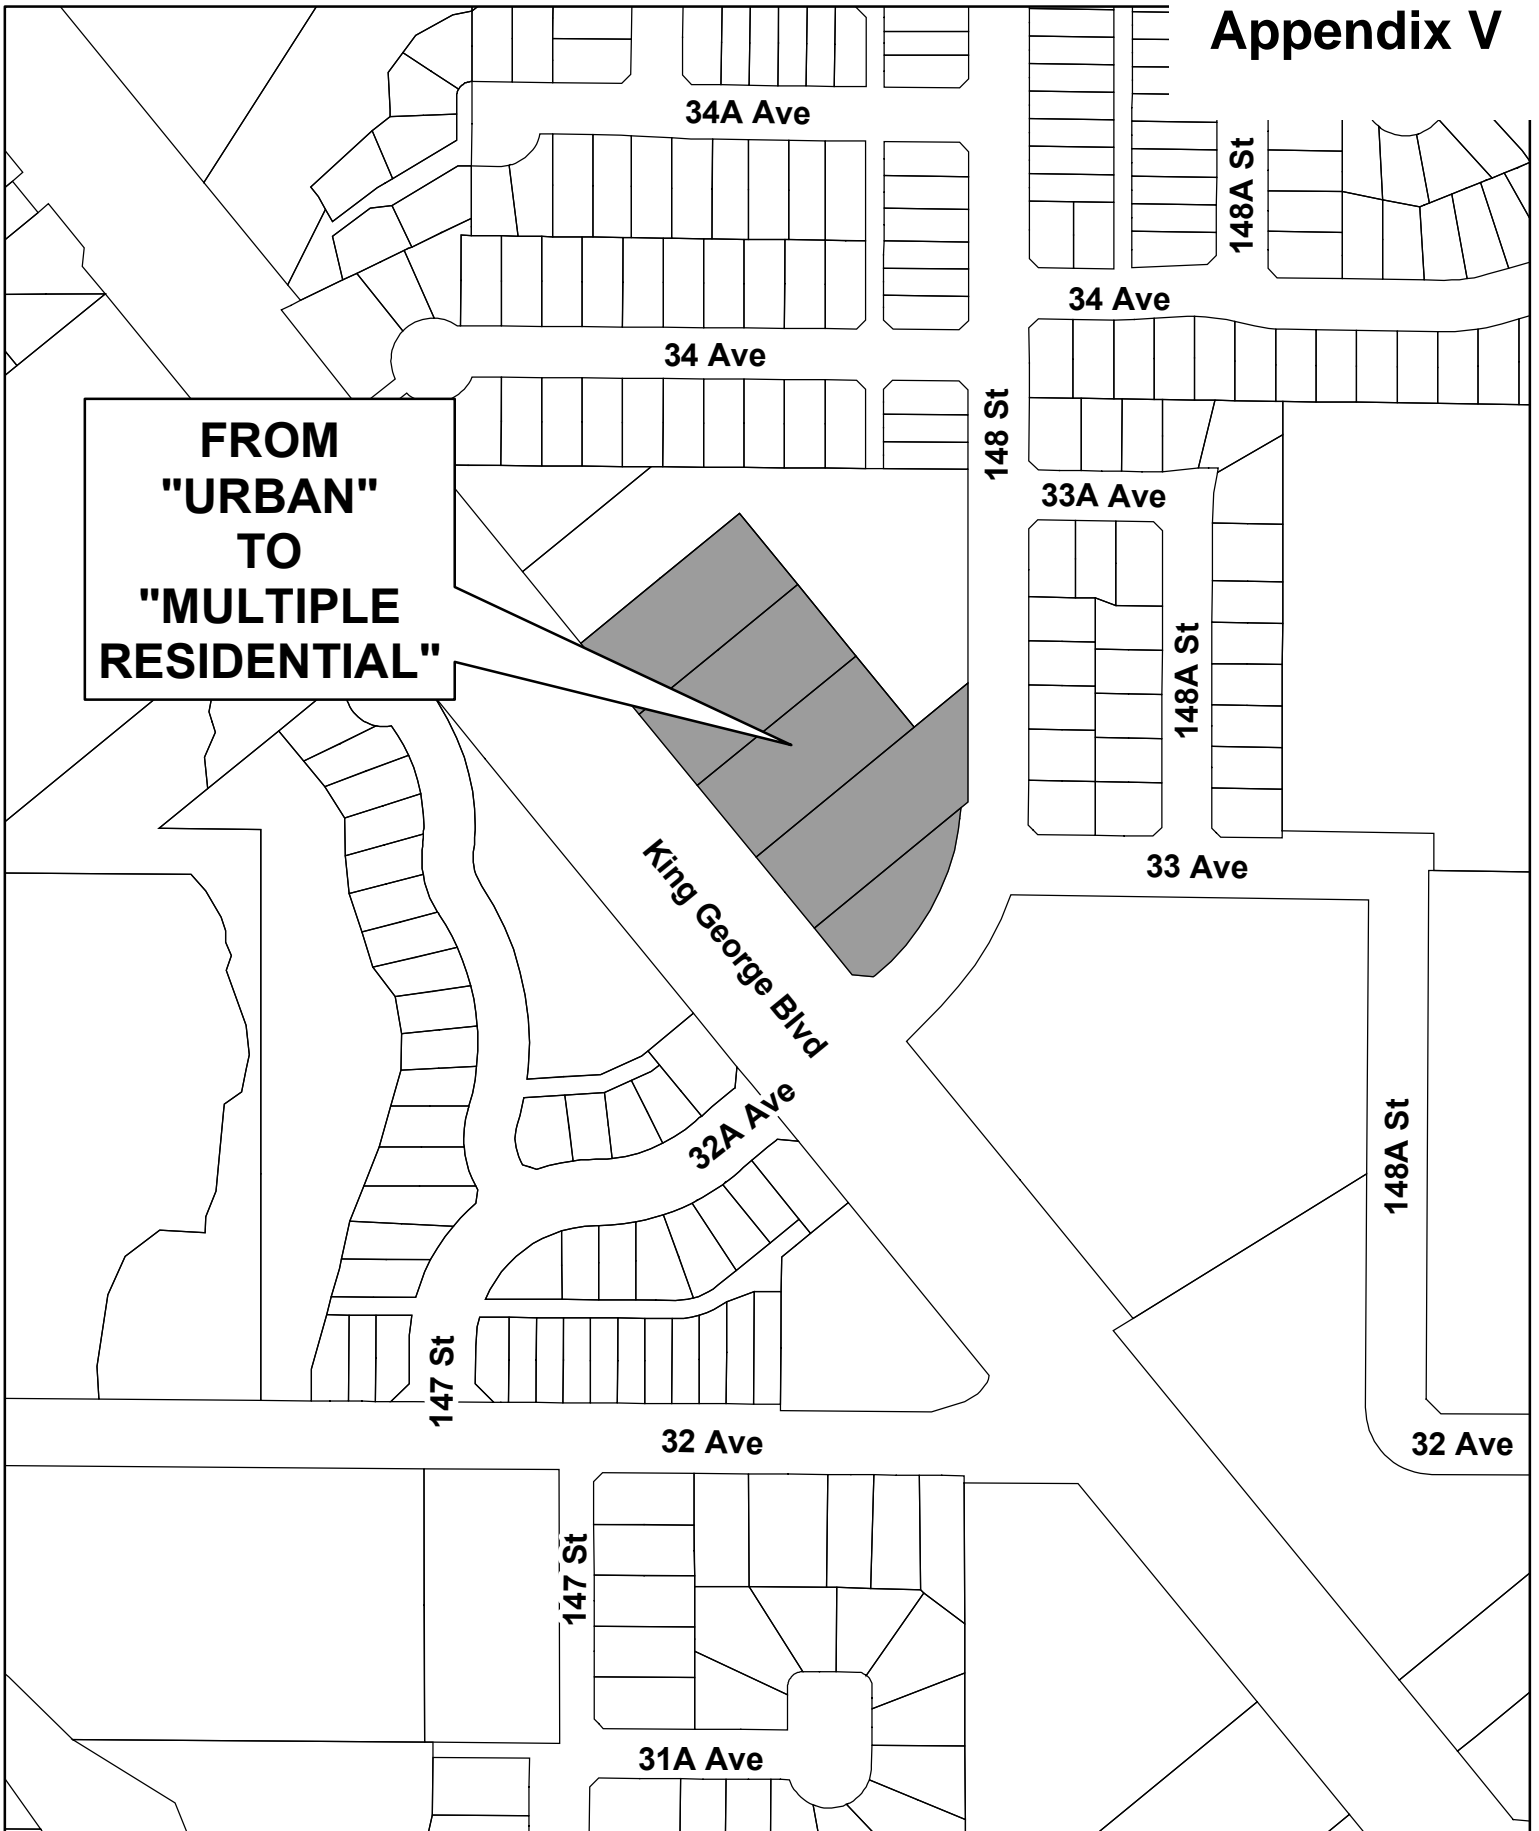 Appendix V
34A Ave
148A St
34 Ave
34 Ave
148 St
FROM
"URBAN"
TO
"MULTIPLE
RESIDENTIAL"
33A Ave
148A St
33 Ave
King George Blvd
32A Ave
148A St
147 St
32 Ave
32 Ave
147 St
31A Ave